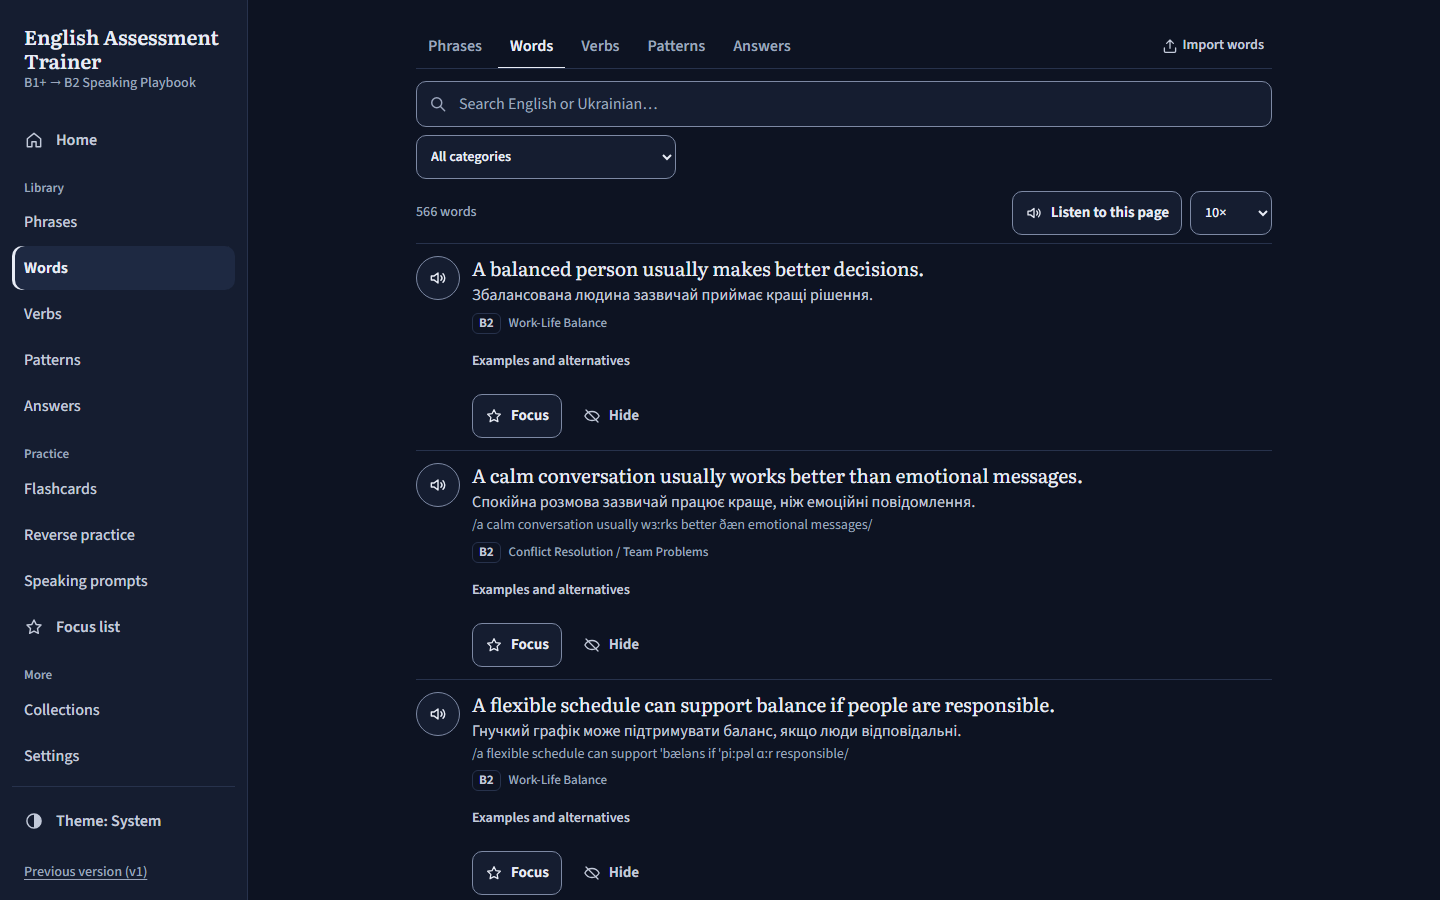 English Assessment
Trainer
B1+ → B2 Speaking Playbook
Home
Library
Phrases
Words
Verbs
Patterns
Answers
Practice
Flashcards
Reverse practice
Speaking prompts
Focus list
More
Collections
Settings
Theme: System
Previous version (v1)
Phrases Words Verbs Patterns Answers Import words
Search English or Ukrainian…
All categories
566 words Listen to this page 10×
A balanced person usually makes better decisions.
Збалансована людина зазвичай приймає кращі рішення.
B2 Work-Life Balance
Examples and alternatives
Focus Hide
A calm conversation usually works better than emotional messages.
Спокійна розмова зазвичай працює краще, ніж емоційні повідомлення.
/a calm conversation usually wɜːrks better ðæn emotional messages/
B2 Conflict Resolution / Team Problems
Examples and alternatives
Focus Hide
A flexible schedule can support balance if people are responsible.
Гнучкий графік може підтримувати баланс, якщо люди відповідальні.
/a flexible schedule can support ˈbæləns if ˈpiːpəl ɑːr responsible/
B2 Work-Life Balance
Examples and alternatives
Focus Hide